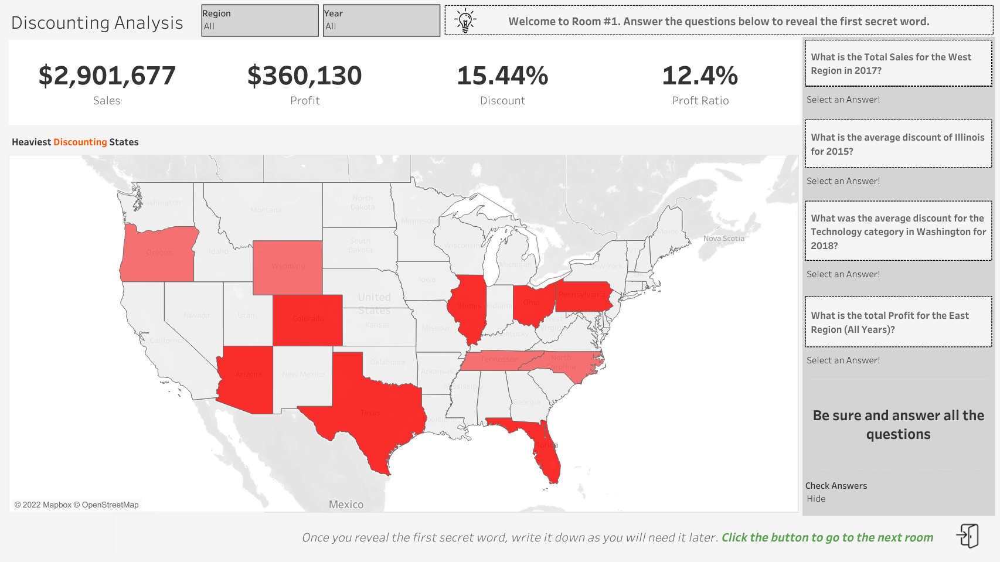 Discounting Analysis
Region
All
Year
All
Welcome to Room #1. Answer the questions below to reveal the first secret word.
$2,901,677
Sales
$360,130
Profit
15.44%
Discount
12.4%
Proft Ratio
What is the Total Sales for the West
Region in 2017?
Select an Answer!
What is the average discount of Illinois
for 2015?
Select an Answer!
What was the average discount for the
Technology category in Washington for
2018?
Select an Answer!
What is the total Profit for the East
Region (All Years)?
Select an Answer!
Be sure and answer all the
questions
Check Answers
Hide
Heaviest Discounting States
Montana
North
Dakota
Minnesota
Maine
Nova Scotia
Oregon
Idaho
South
Dakota
Wisconsin
VT
Wyoming
Michigan
New York
Iowa
Pennsylvania
United
States
Illinois
Indiana
Ohio
Nevada
Utah
Colorado
Kansas
Missouri
West
Virginia
California
Tennessee
North
Carolina
Arizona
New Mexico
Oklahoma
Arkansas
Mississippi
Georgia
Texas
Florida
Mexico
© 2022 Mapbox © OpenStreetMap
Once you reveal the first secret word, write it down as you will need it later. Click the button to go to the next room